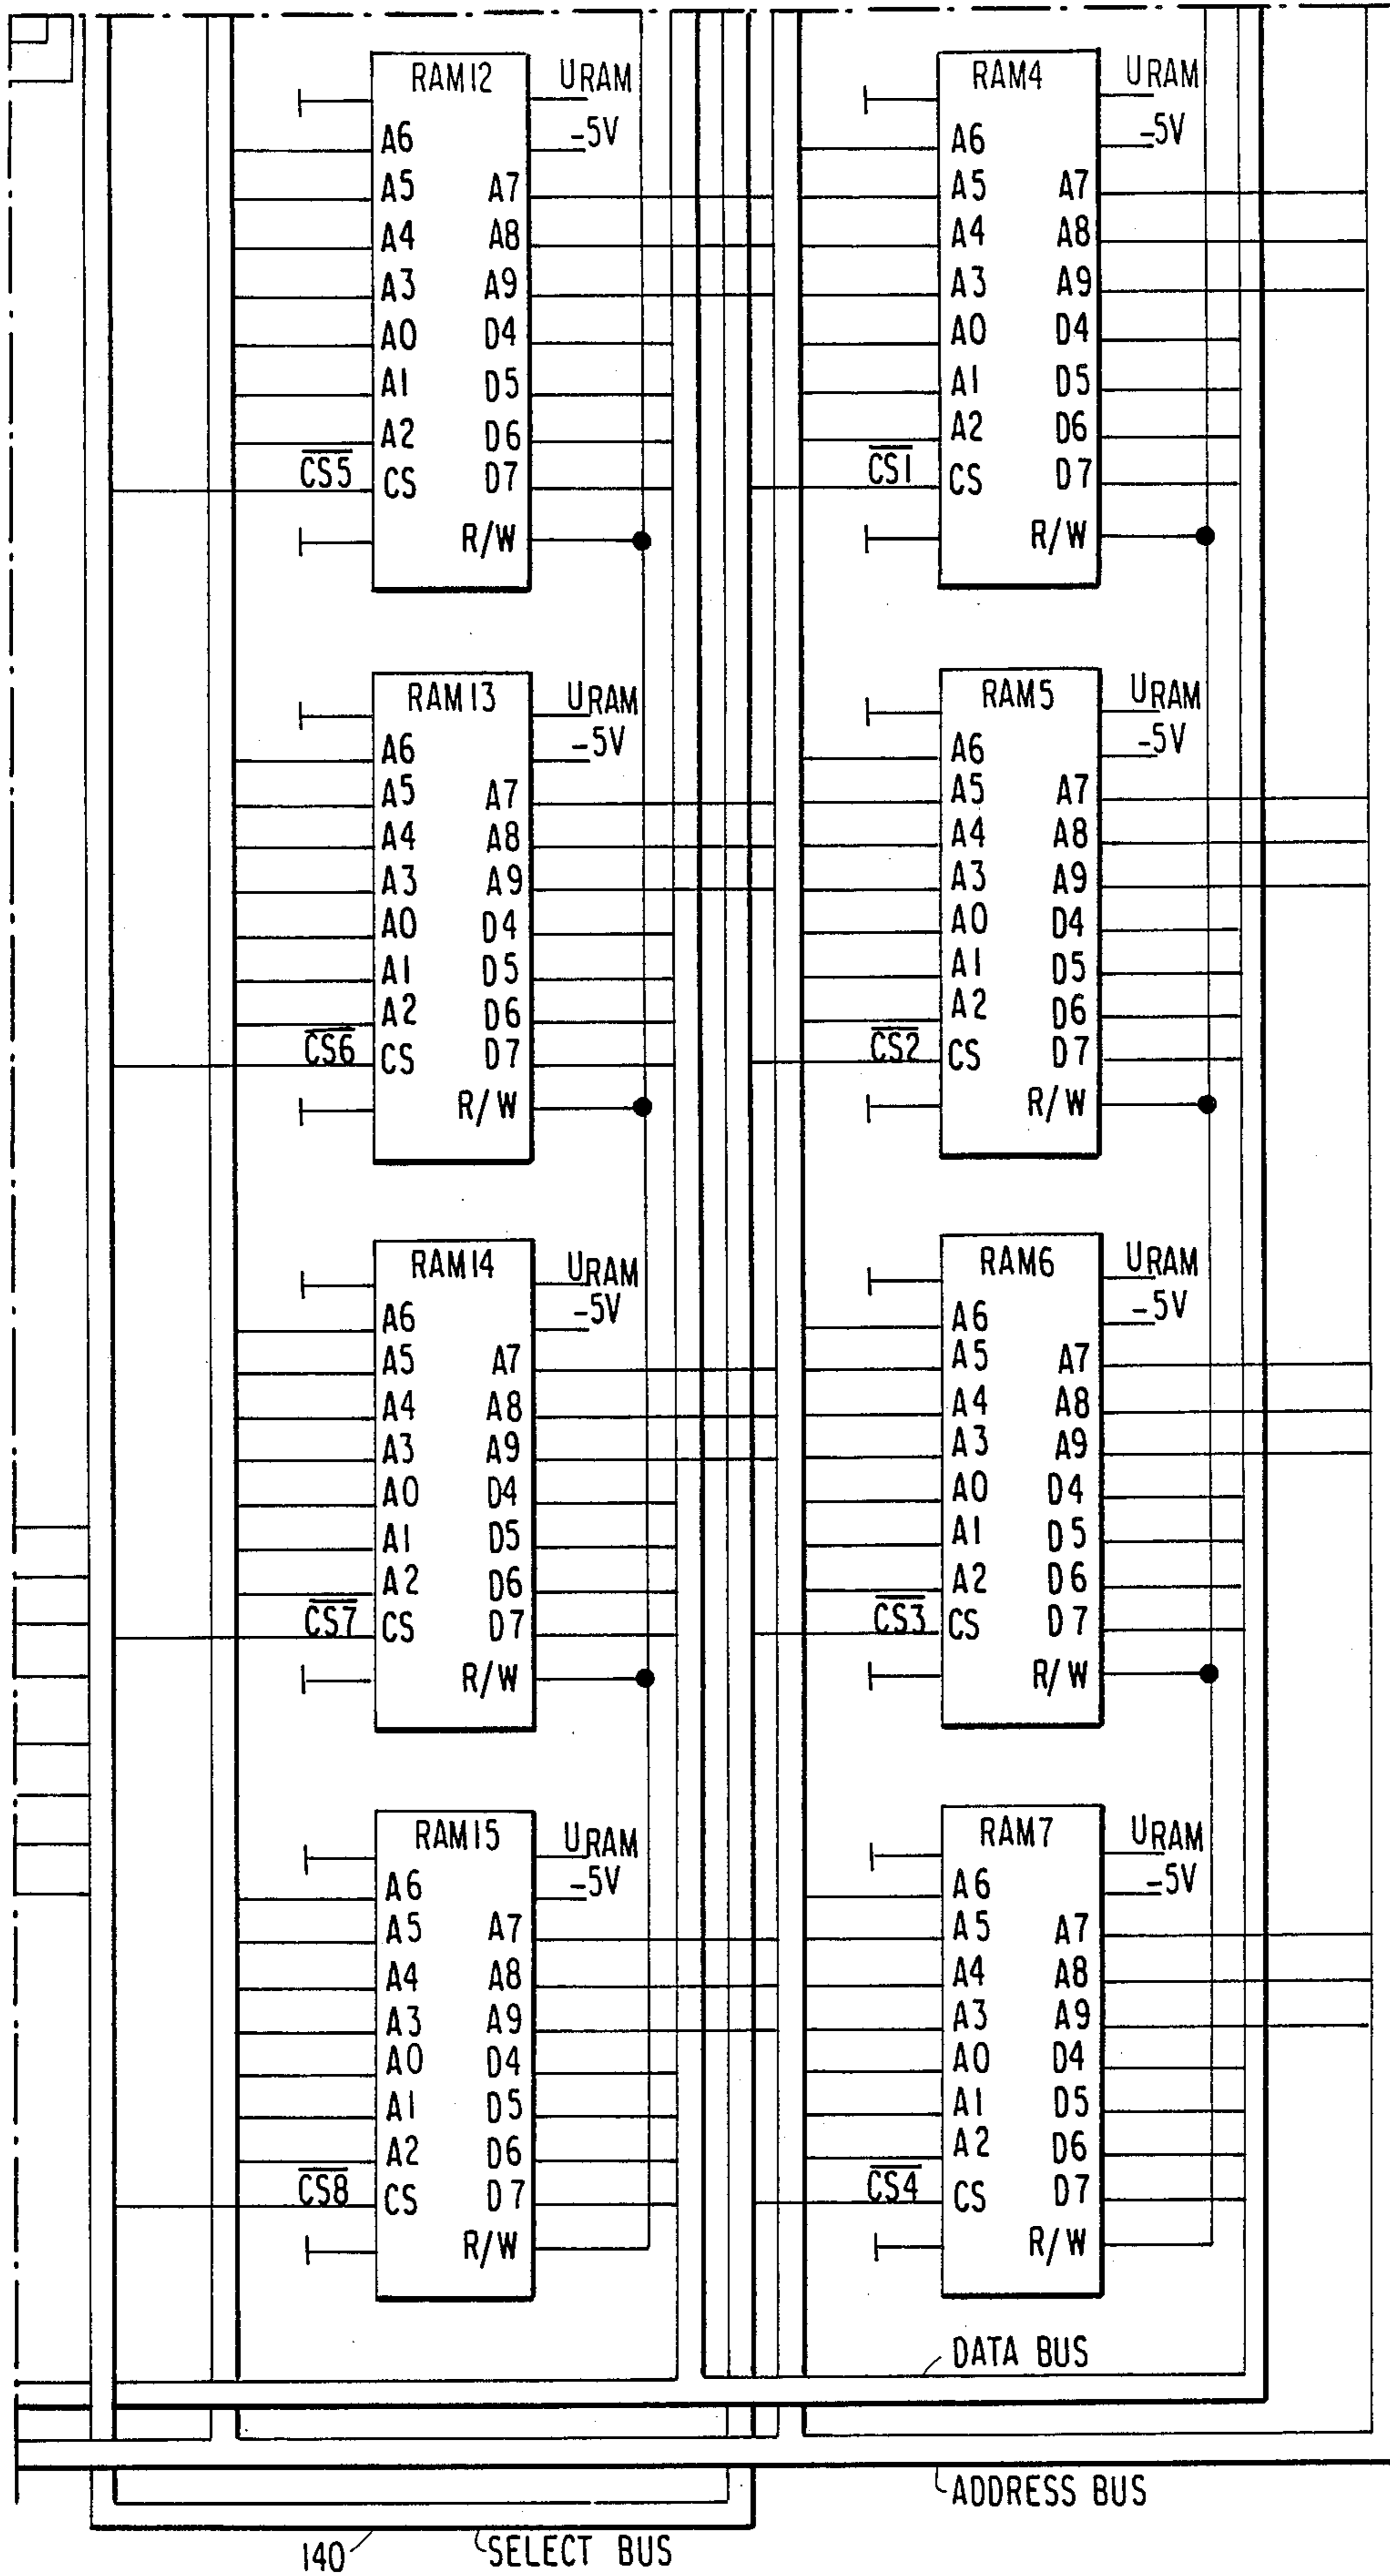 RAM12 URAM
-5V
A6
A5 A7
A4 A8
A3 A9
A0 D4
A1 D5
A2 D6
CS5 CS D7
R/W
RAM4 URAM
-5V
A6
A5 A7
A4 A8
A3 A9
A0 D4
A1 D5
A2 D6
CS1 CS D7
R/W
RAM13 URAM
-5V
A6
A5 A7
A4 A8
A3 A9
A0 D4
A1 D5
A2 D6
CS6 CS D7
R/W
RAM5 URAM
-5V
A6
A5 A7
A4 A8
A3 A9
A0 D4
A1 D5
A2 D6
CS2 CS D7
R/W
RAM14 URAM
-5V
A6
A5 A7
A4 A8
A3 A9
A0 D4
A1 D5
A2 D6
CS7 CS D7
R/W
RAM6 URAM
-5V
A6
A5 A7
A4 A8
A3 A9
A0 D4
A1 D5
A2 D6
CS3 CS D7
R/W
RAM15 URAM
-5V
A6
A5 A7
A4 A8
A3 A9
A0 D4
A1 D5
A2 D6
CS8 CS D7
R/W
RAM7 URAM
-5V
A6
A5 A7
A4 A8
A3 A9
A0 D4
A1 D5
A2 D6
CS4 CS D7
R/W
DATA BUS
ADDRESS BUS
140 SELECT BUS